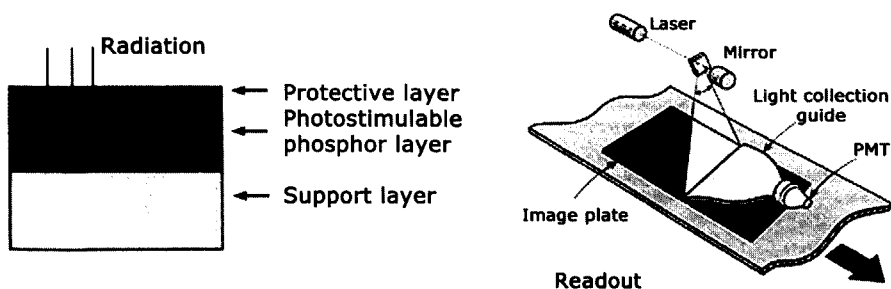 Radiation
Protective layer
Photostimulable
phosphor layer
Support layer
Laser
Mirror
Light collection
guide
PMT
Image plate
Readout